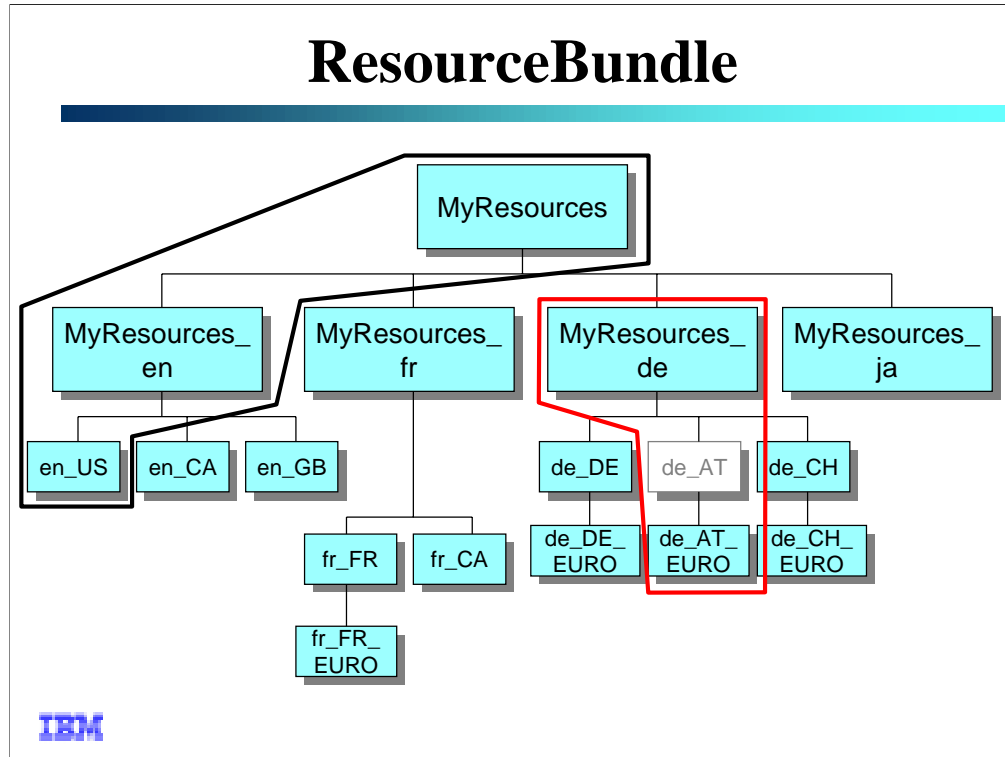 ResourceBundle
MyResources
MyResources_
en
MyResources_
fr
MyResources_
de
MyResources_
ja
en_US
en_CA
en_GB
de_DE
de_AT
de_CH
fr_FR
fr_CA
de_DE_
EURO
de_AT_
EURO
de_CH_
EURO
fr_FR_
EURO
IBM